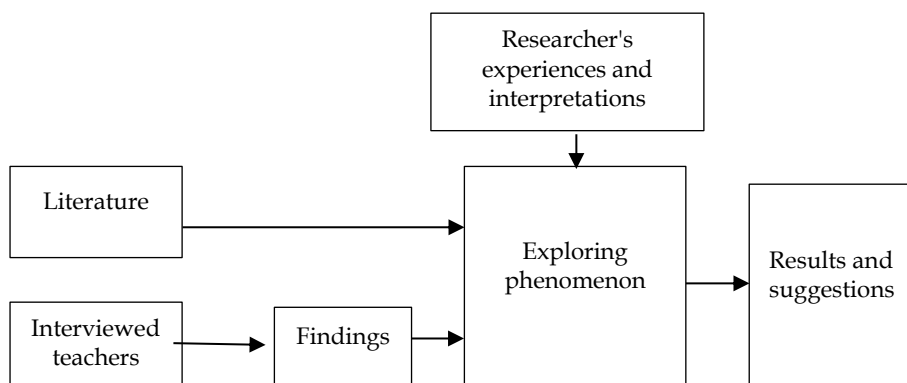 Researcher's
experiences and
interpretations
Literature
Exploring
phenomenon
Results and
suggestions
Interviewed
teachers
Findings